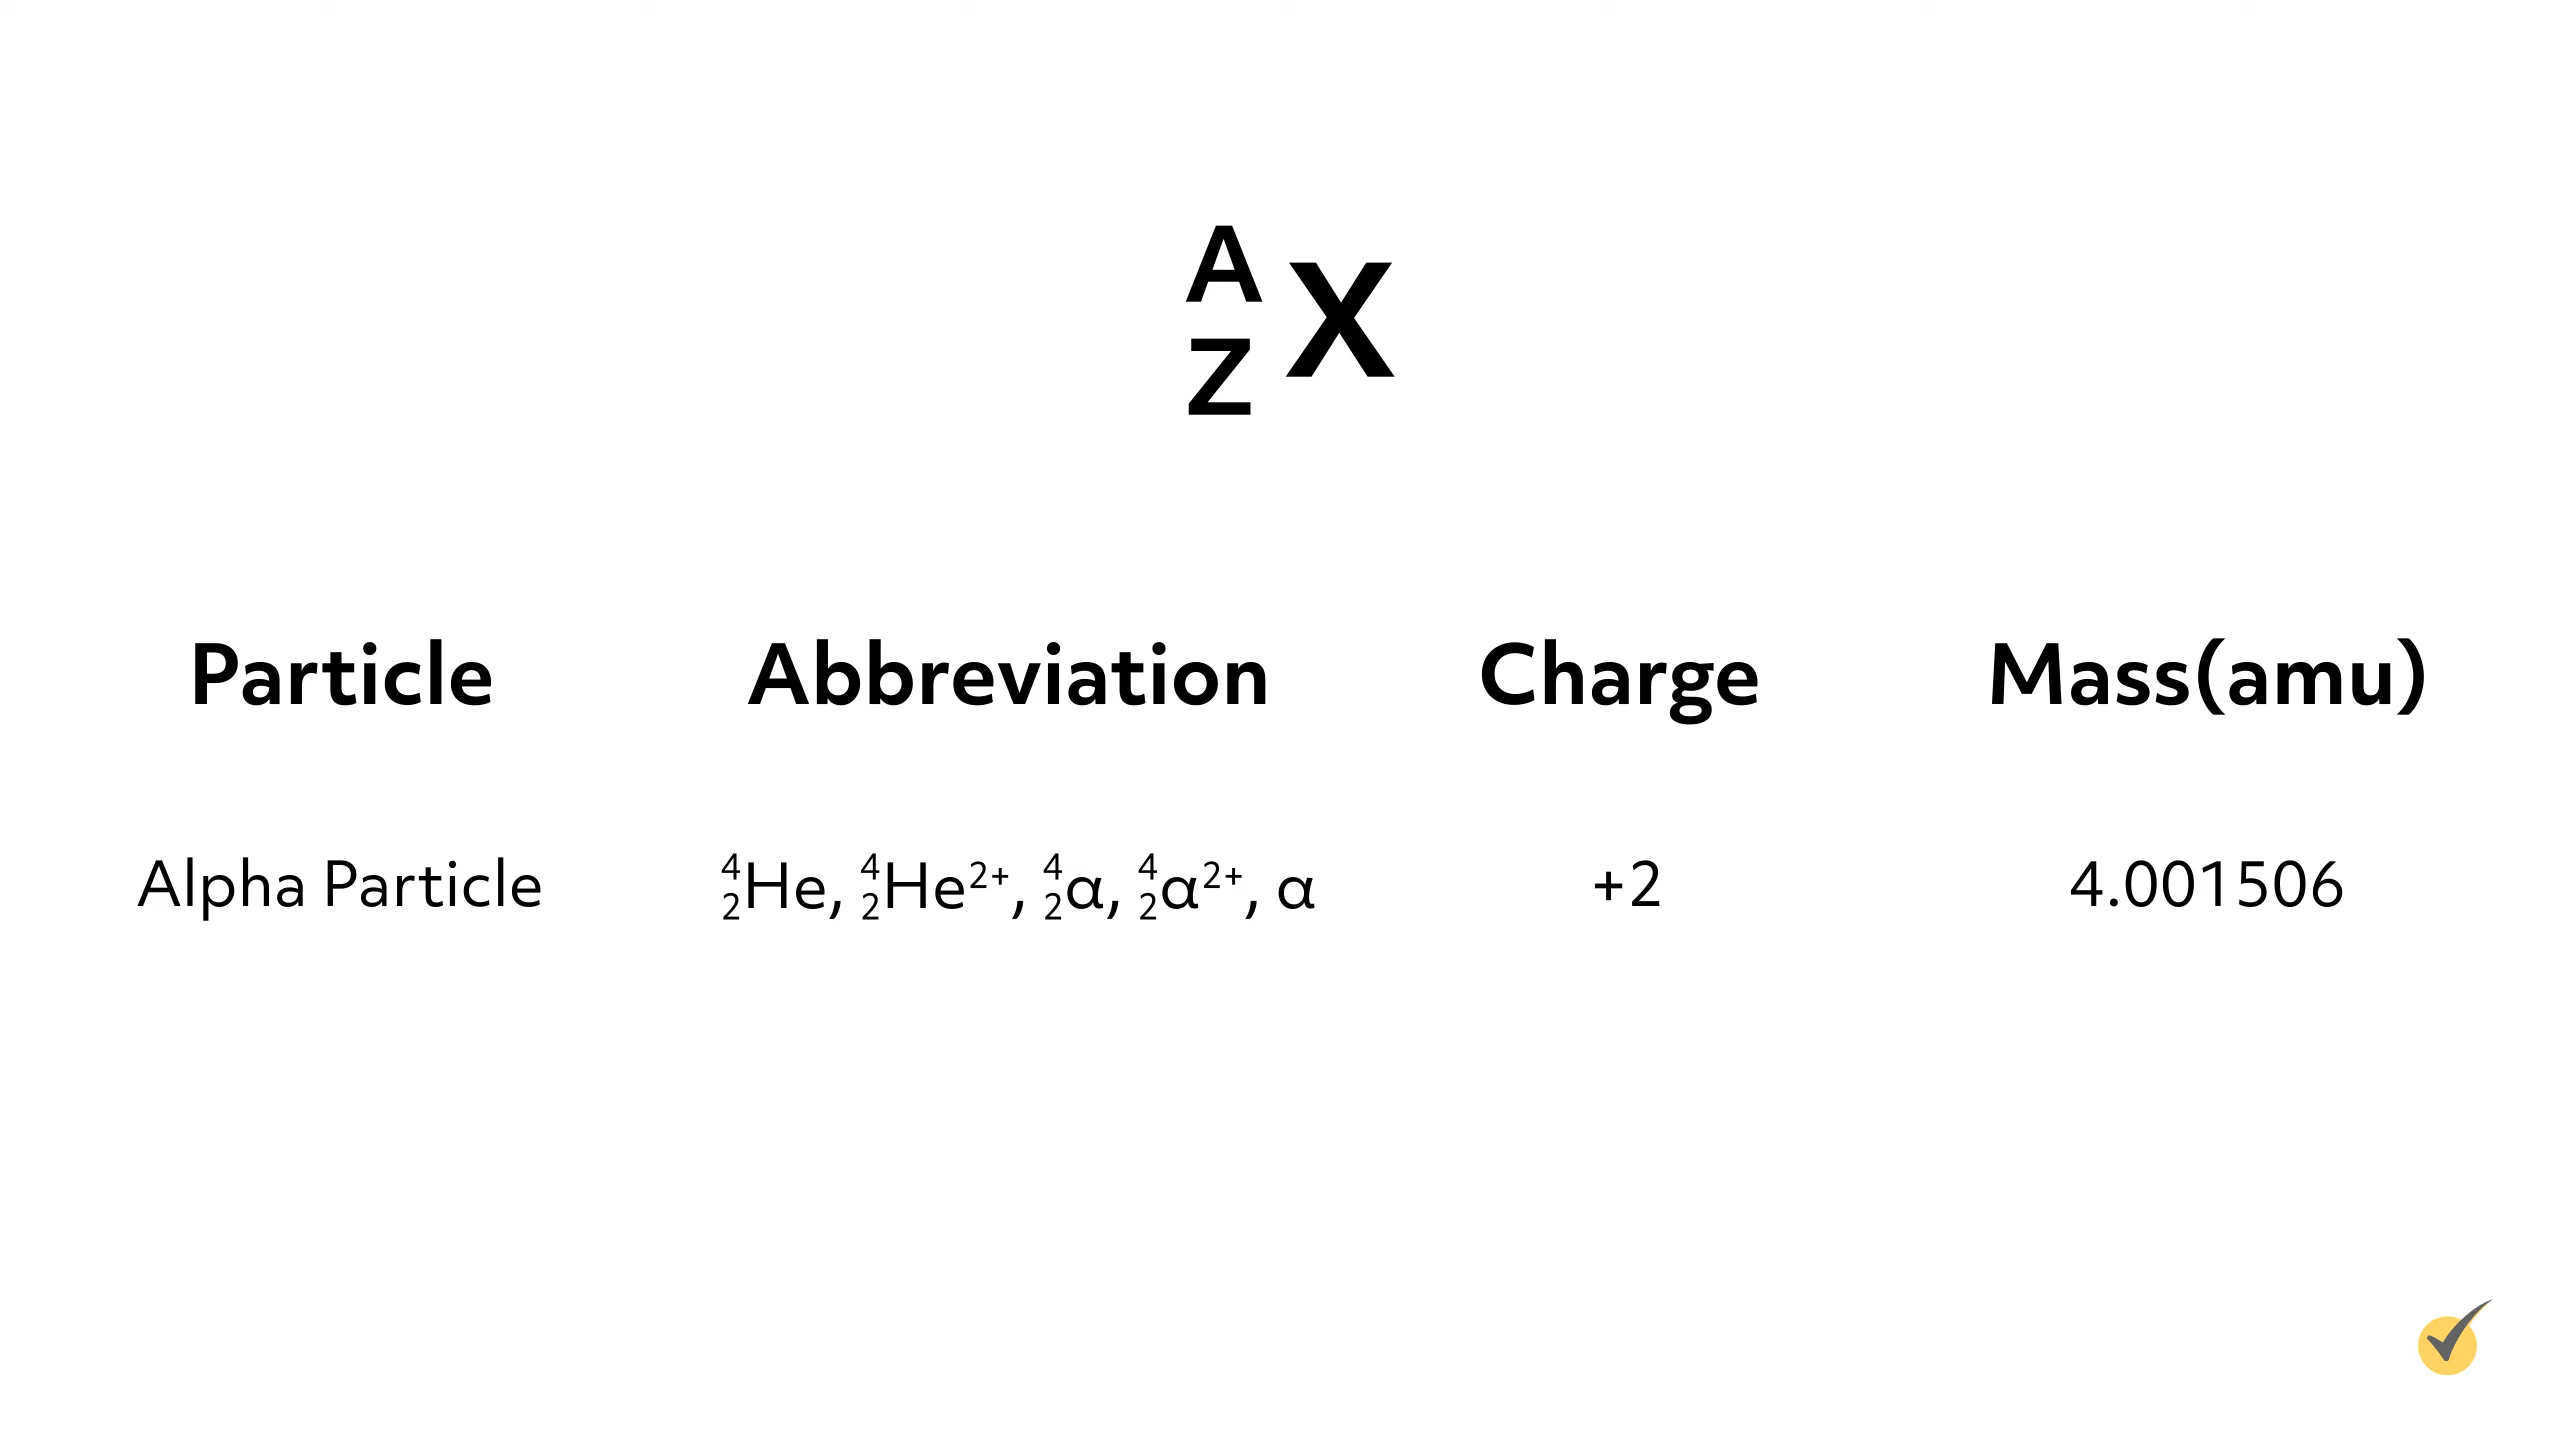 A
Z X
Particle Abbreviation Charge Mass(amu)
Alpha Particle ⁴₂He, ⁴₂He²⁺, ⁴₂α, ⁴₂α²⁺, α +2 4.001506